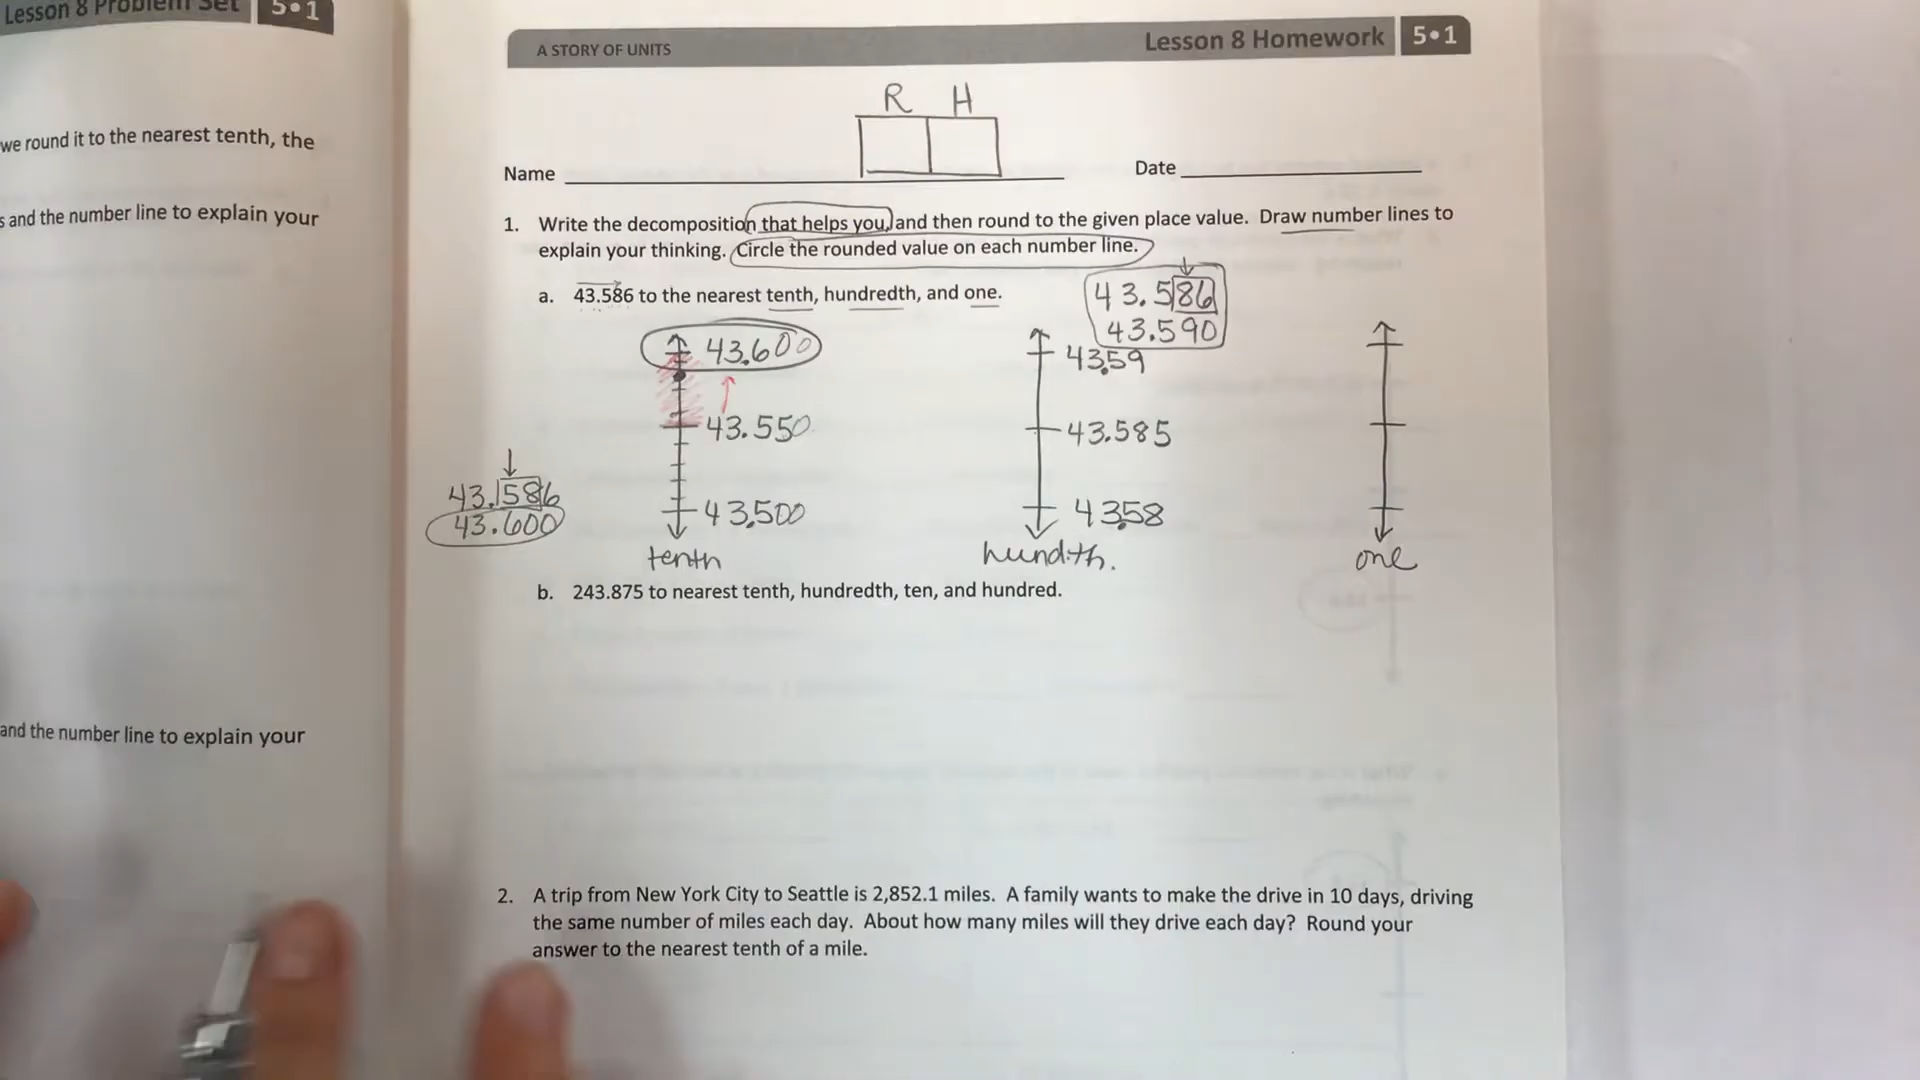 Lesson 8 Problem Set 5•1
we round it to the nearest tenth, the
s and the number line to explain your
and the number line to explain your
A STORY OF UNITS
Lesson 8 Homework 5•1
R H
Name
Date
1. Write the decomposition that helps you, and then round to the given place value. Draw number lines to
explain your thinking. Circle the rounded value on each number line.
a. 43.586 to the nearest tenth, hundredth, and one.
43.586
43.590
43.600
43.550
43.500
tenth
43.586
43.600
43.59
43.585
43.58
hundth.
one
b. 243.875 to nearest tenth, hundredth, ten, and hundred.
2. A trip from New York City to Seattle is 2,852.1 miles. A family wants to make the drive in 10 days, driving
the same number of miles each day. About how many miles will they drive each day? Round your
answer to the nearest tenth of a mile.